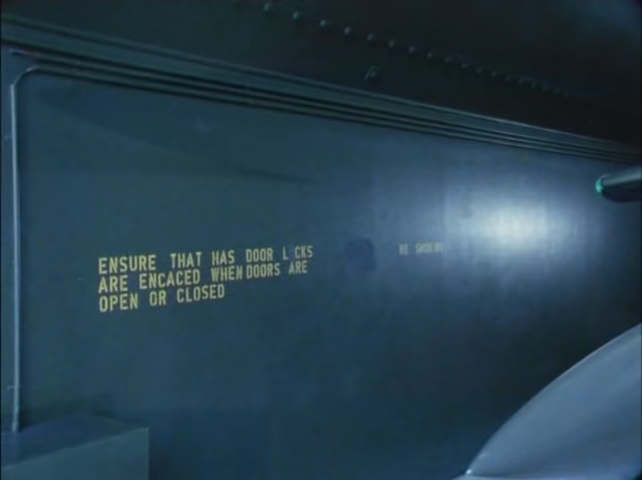 ENSURE THAT HAS DOOR L CKS
ARE ENCACED WHEN DOORS ARE
OPEN OR CLOSED